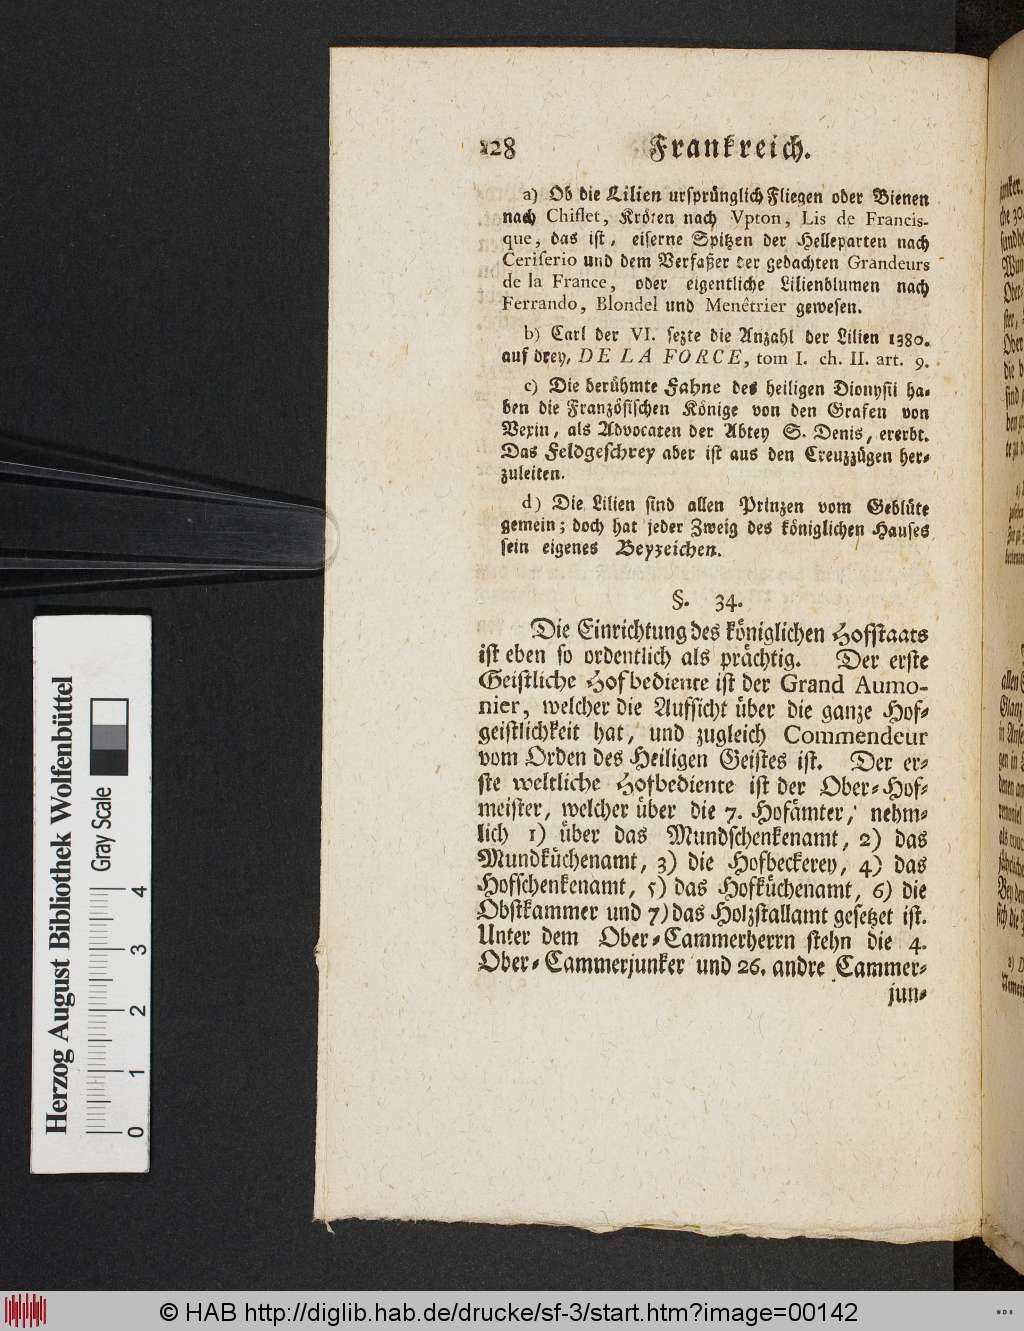 128 Frankreich.
a) Ob die Lilien ursprünglich Fliegen oder Bienen
nach Chiflet, Kröten nach Vpton, Lis de Francis-
que, das ist, eiserne Spitzen der Helleparten nach
Ceriserio und dem Verfaßer der gedachten Grandeurs
de la France, oder eigentliche Lilienblumen nach
Ferrando, Blondel und Menêtrier gewesen.
b) Carl der VI. sezte die Anzahl der Lilien 1380.
auf drey, DE LA FORCE, tom I. ch. II. art. 9.
c) Die berühmte Fahne des heiligen Dionysii ha-
ben die Französischen Könige von den Grafen von
Vexin, als Advocaten der Abtey S. Denis, ererbt.
Das Feldgeschrey aber ist aus den Creuzzügen her-
zuleiten.
d) Die Lilien sind allen Prinzen vom Geblüte
gemein; doch hat jeder Zweig des königlichen Hauses
sein eigenes Beyzeichen.
§. 34.
Die Einrichtung des königlichen Hofstaats
ist eben so ordentlich als prächtig. Der erste
Geistliche Hofbediente ist der Grand Aumo-
nier, welcher die Aufsicht über die ganze Hof-
geistlichkeit hat, und zugleich Commendeur
vom Orden des Heiligen Geistes ist. Der er-
ste weltliche Hofbediente ist der Ober-Hof-
meister, welcher über die 7. Hofämter, nehm-
lich 1) über das Mundschenkenamt, 2) das
Mundküchenamt, 3) die Hofbeckerey, 4) das
Hofschenkenamt, 5) das Hofküchenamt, 6) die
Obstkammer und 7) das Holzstallamt gesetzet ist.
Unter dem Ober-Cammerherrn stehn die 4.
Ober-Cammerjunker und 26. andre Cammer-
jun-
Herzog August Bibliothek Wolfenbüttel
Gray Scale
0 1 2 3 4
© HAB http://diglib.hab.de/drucke/sf-3/start.htm?image=00142